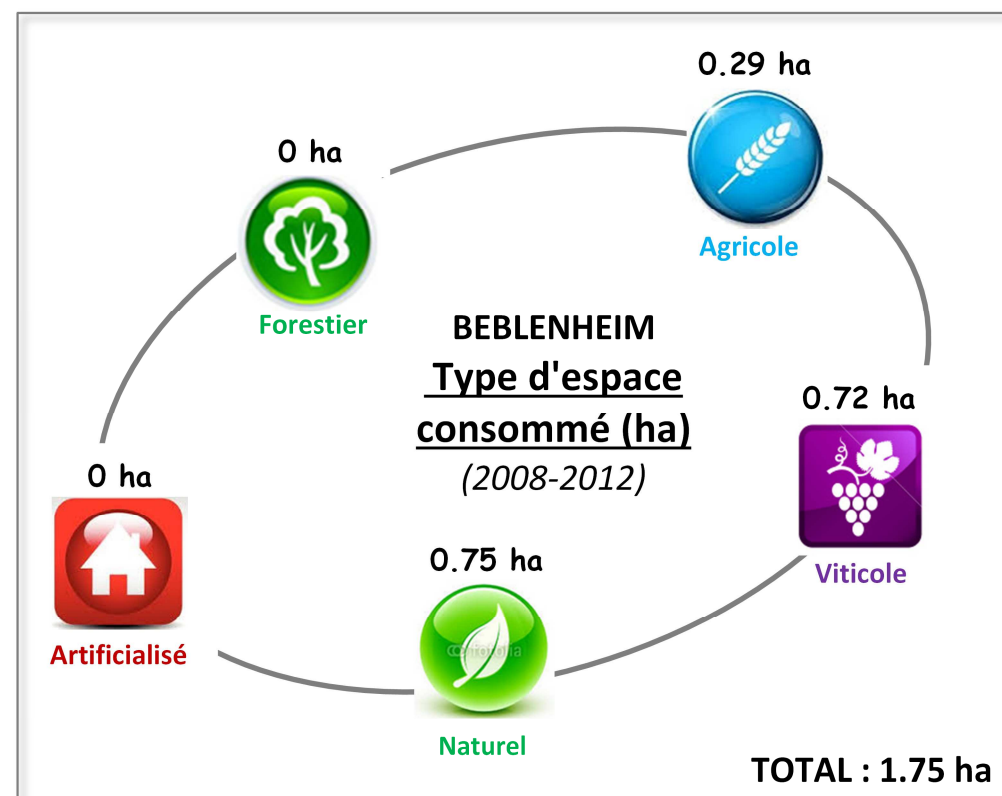 0.29 ha
Agricole
0 ha
Forestier
BEBLENHEIM
Type d'espace
consommé (ha)
(2008-2012)
0.72 ha
Viticole
0 ha
Artificialisé
0.75 ha
Naturel
TOTAL : 1.75 ha